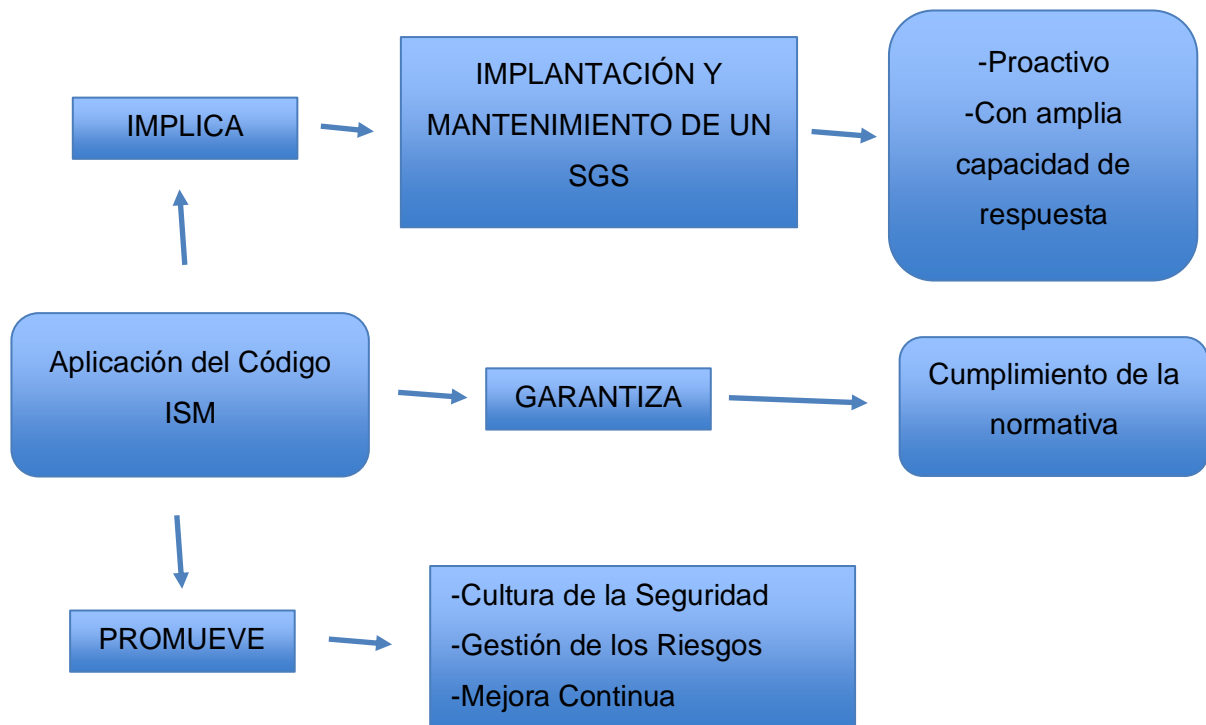 IMPLICA
IMPLANTACIÓN Y
MANTENIMIENTO DE UN
SGS
-Proactivo
-Con amplia
capacidad de
respuesta
Aplicación del Código
ISM
GARANTIZA
Cumplimiento de la
normativa
PROMUEVE
-Cultura de la Seguridad
-Gestión de los Riesgos
-Mejora Continua